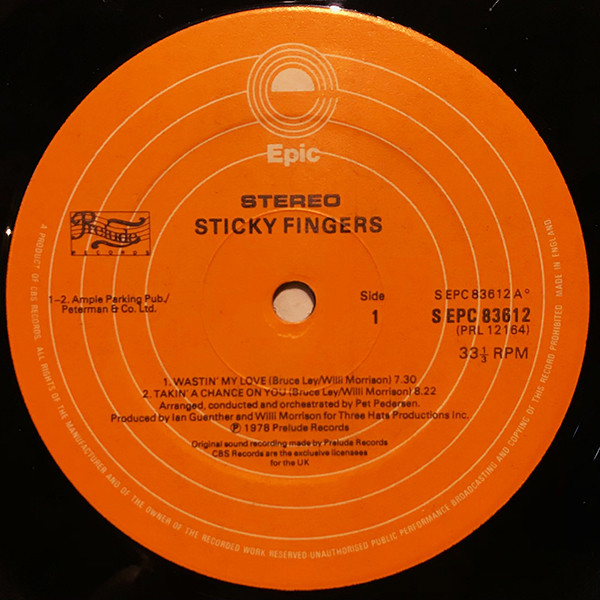 Epic
STEREO
STICKY FINGERS
Prelude
RECORDS
1-2. Ample Parking Pub./
Peterman & Co. Ltd.
Side
1
S EPC 83612 A°
S EPC 83612
(PRL 12164)
33 1/3 RPM
1. WASTIN' MY LOVE (Bruce Ley/Willi Morrison) 7.30
2. TAKIN' A CHANCE ON YOU (Bruce Ley/Willi Morrison) 8.22
Arranged, conducted and orchestrated by Pet Pedersen.
Produced by Ian Guenther and Willi Morrison for Three Hats Productions Inc.
℗ 1978 Prelude Records
Original sound recording made by Prelude Records
CBS Records are the exclusive licensees
for the UK
A PRODUCT OF CBS RECORDS. ALL RIGHTS OF THE MANUFACTURER AND OF THE OWNER OF THE RECORDED WORK RESERVED-UNAUTHORISED PUBLIC PERFORMANCE BROADCASTING AND COPYING OF THIS RECORD PROHIBITED. MADE IN ENGLAND